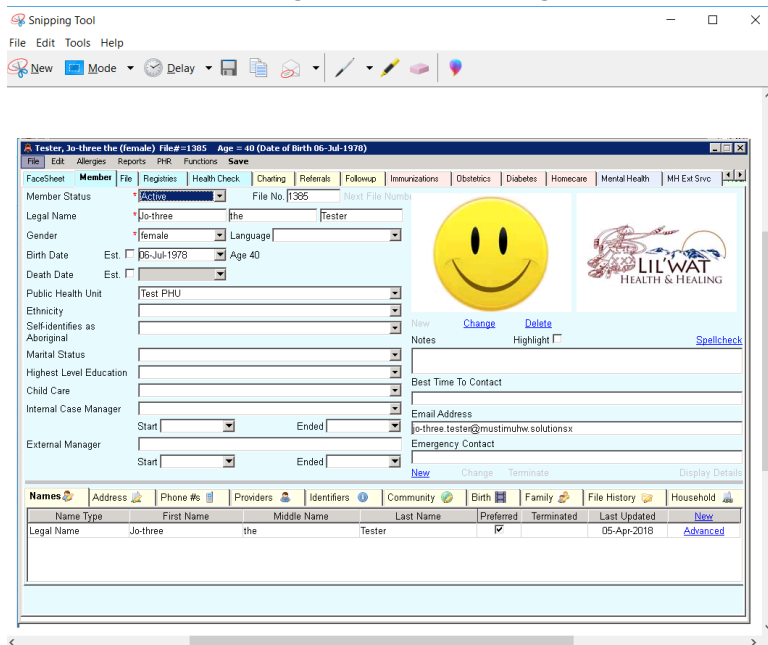 Snipping Tool
File Edit Tools Help
New Mode Delay
Tester, Jo-three the (female) File#=1385 Age = 40 (Date of Birth 06-Jul-1978)
File Edit Allergies Reports PHR Functions Save
FaceSheet Member File Registries Health Check Charting Referrals Followup Immunizations Obstetrics Diabetes Homecare Mental Health MH Ext Srvc
Member Status * Active File No. 1385 Next File Numb
Legal Name * Jo-three the Tester
Gender * female Language
Birth Date Est. 06-Jul-1978 Age 40
Death Date Est.
Public Health Unit Test PHU
Ethnicity
Self-identifies as
Aboriginal
Marital Status
Highest Level Education
Child Care
Internal Case Manager
Start Ended
External Manager
Start Ended
LIL'WAT
HEALTH & HEALING
New Change Delete
Notes Highlight Spellcheck
Best Time To Contact
Email Address
jo-three.tester@mustimuhw.solutionsx
Emergency Contact
New Change Terminate Display Details
Names Address Phone #s Providers Identifiers Community Birth Family File History Household
Name Type First Name Middle Name Last Name Preferred Terminated Last Updated New
Legal Name Jo-three the Tester 05-Apr-2018 Advanced